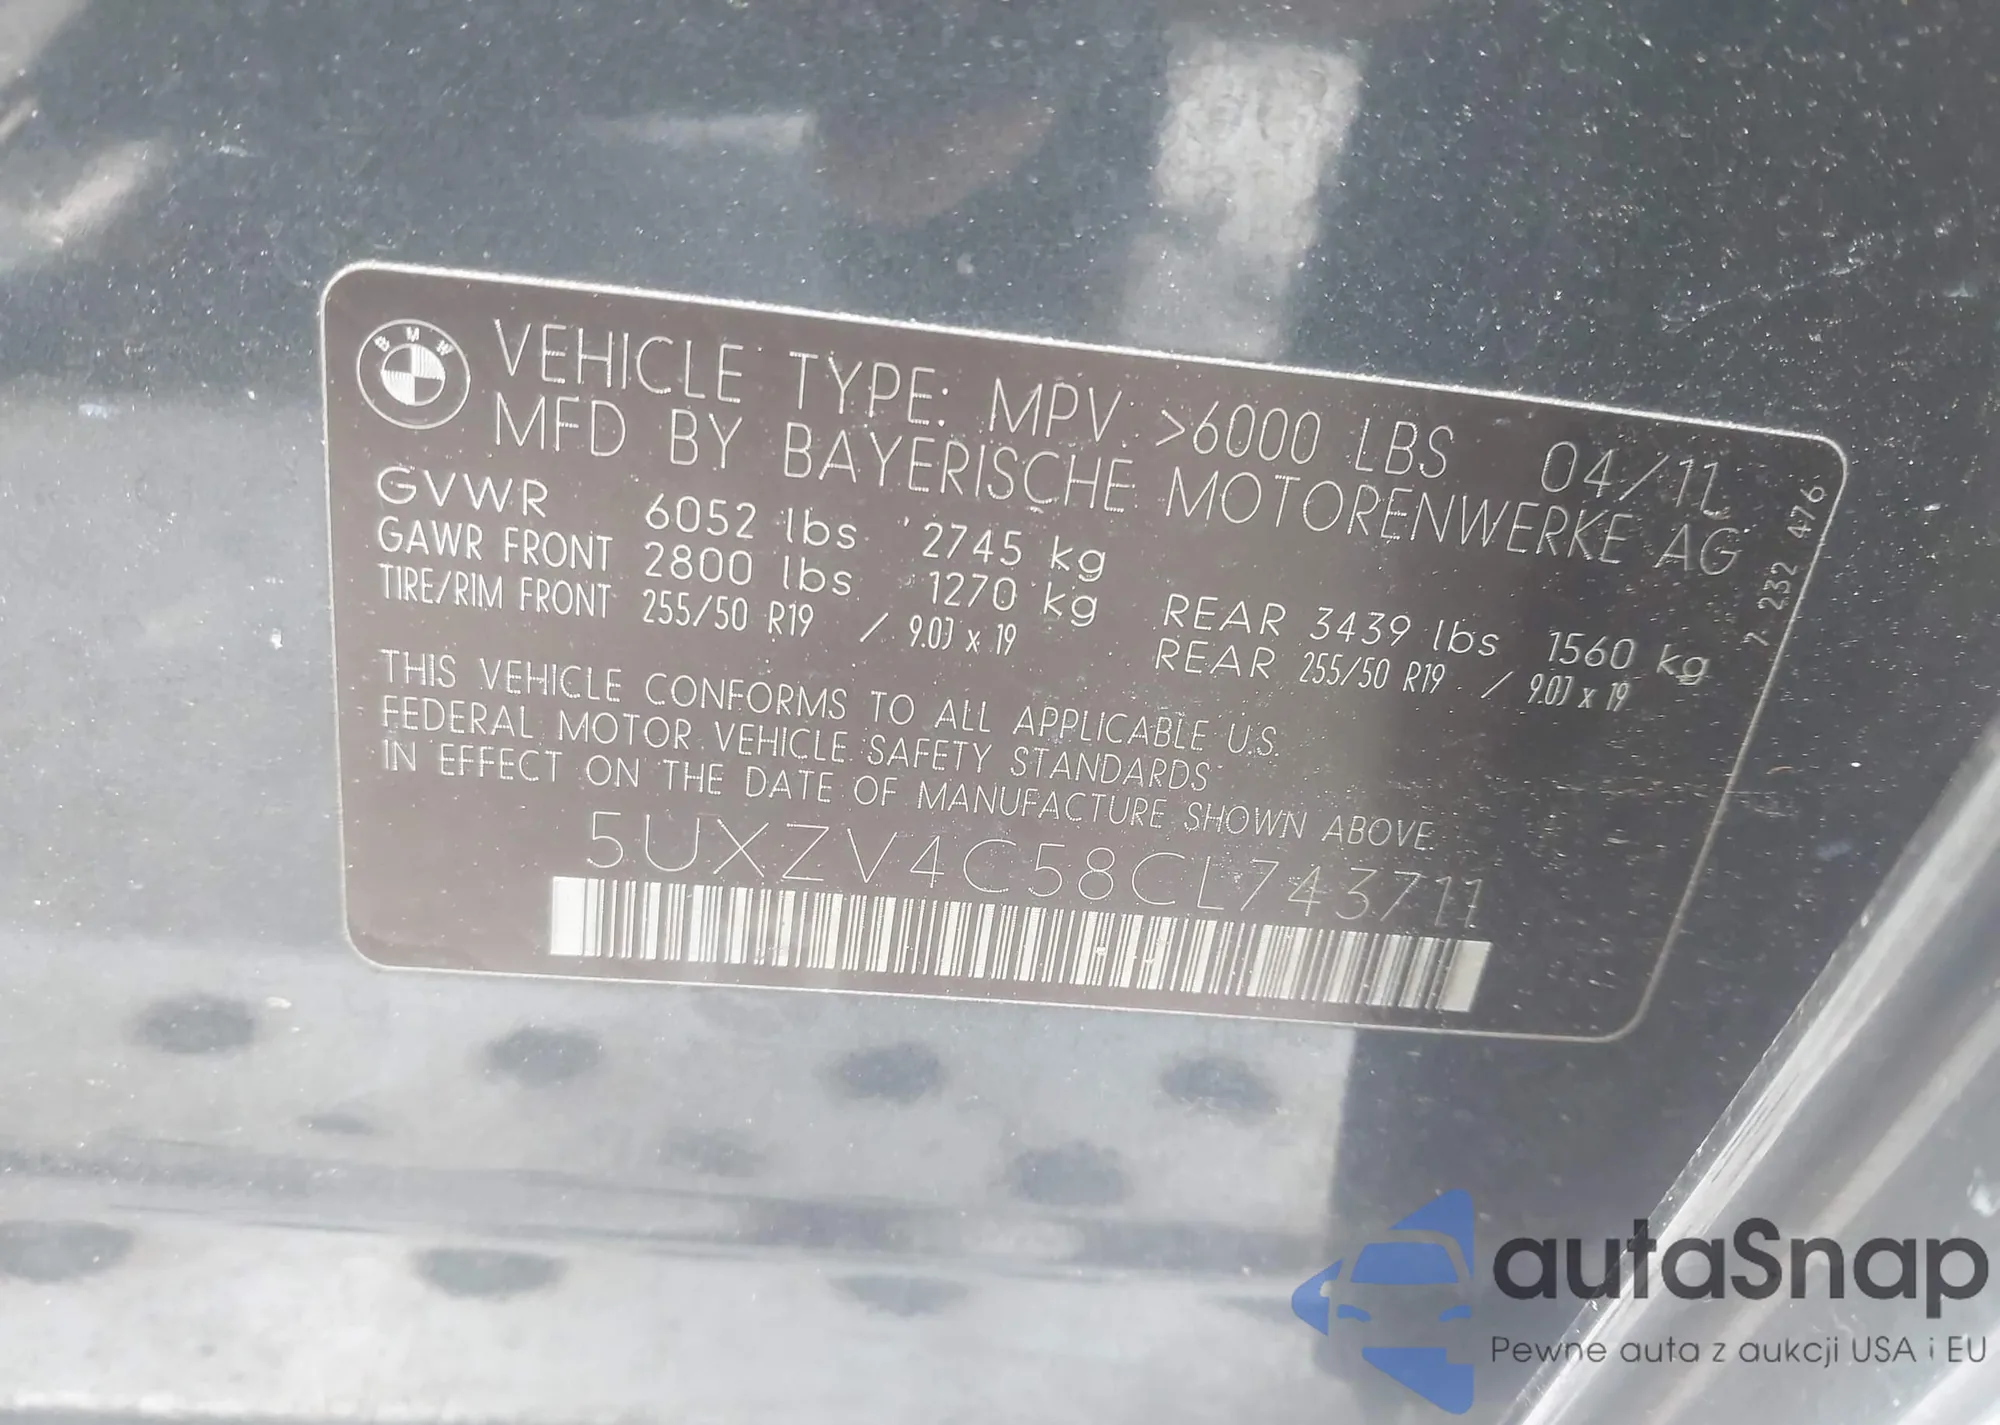 BMW
VEHICLE TYPE: MPV >6000 LBS 04/11
MFD BY BAYERISCHE MOTORENWERKE AG
GVWR 6052 lbs 2745 kg
GAWR FRONT 2800 lbs 1270 kg REAR 3439 lbs 1560 kg
TIRE/RIM FRONT 255/50 R19 / 9.0J x 19 REAR 255/50 R19 / 9.0J x 19
7 232 476
THIS VEHICLE CONFORMS TO ALL APPLICABLE U.S.
FEDERAL MOTOR VEHICLE SAFETY STANDARDS
IN EFFECT ON THE DATE OF MANUFACTURE SHOWN ABOVE.
5UXZV4C58CL743711
autaSnap
Pewne auta z aukcji USA i EU